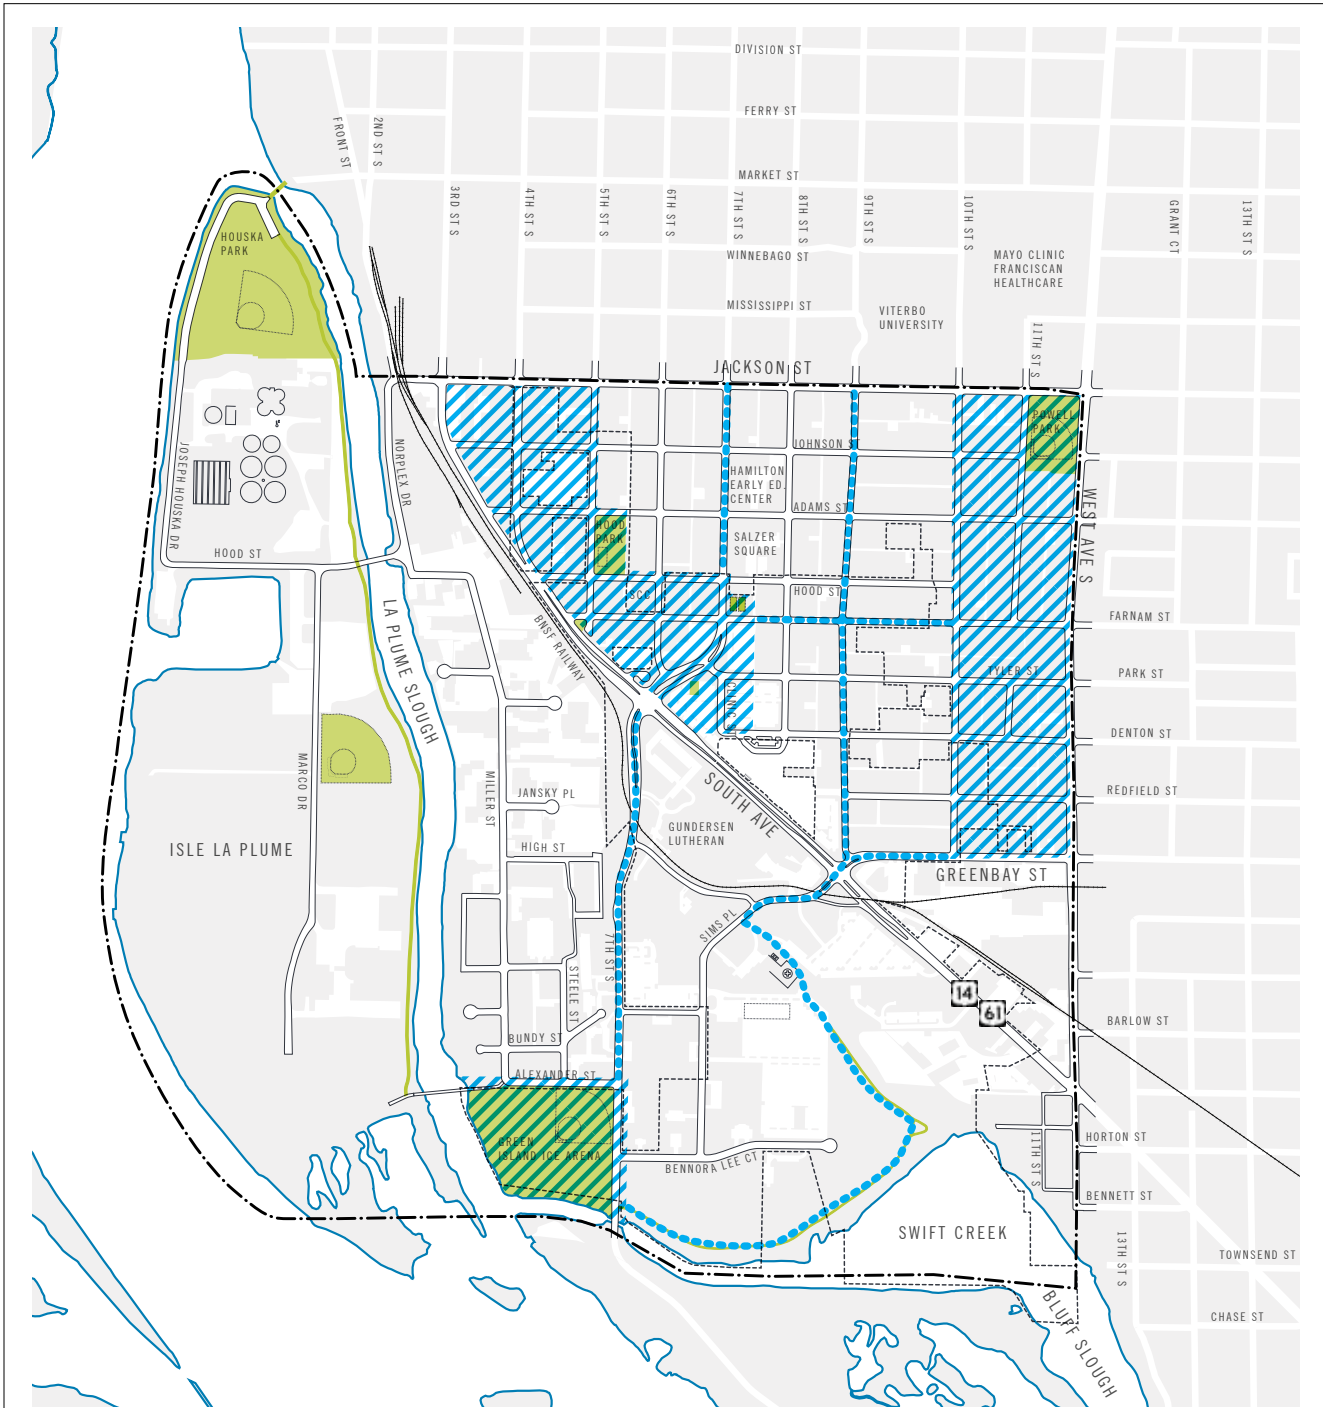 DIVISION ST
FERRY ST
FRONT ST
2ND ST S
MARKET ST
3RD ST S
4TH ST S
5TH ST S
6TH ST S
7TH ST S
8TH ST S
9TH ST S
10TH ST S
GRANT CT
13TH ST S
HOUSKA
PARK
WINNEBAGO ST
MAYO CLINIC
FRANCISCAN
HEALTHCARE
MISSISSIPPI ST
VITERBO
UNIVERSITY
11TH ST S
JACKSON ST
POWELL
PARK
JOHNSON ST
JOSEPH HOUSKA DR
NORPLEX DR
HAMILTON
EARLY ED.
CENTER
ADAMS ST
WEST AVE S
HOOD
PARK
SALZER
SQUARE
HOOD ST
SCC
HOOD ST
FARNAM ST
LA PLUME SLOUGH
BNSF RAILWAY
TYLER ST
PARK ST
CLINIC ST
DENTON ST
MARCO DR
MILLER ST
JANSKY PL
SOUTH AVE
REDFIELD ST
GUNDERSEN
LUTHERAN
ISLE LA PLUME
HIGH ST
GREENBAY ST
SIMS PL
7TH ST S
STEELE ST
14
61
BARLOW ST
BUNDY ST
ALEXANDER ST
GREEN
ISLAND ICE ARENA
BENNORA LEE CT
11TH ST S
HORTON ST
BENNETT ST
SWIFT CREEK
13TH ST S
TOWNSEND ST
BLUFF SLOUGH
CHASE ST